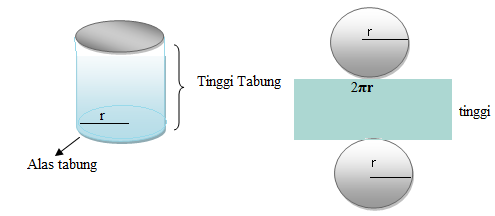 r
Tinggi Tabung
Alas tabung
r
2πr
tinggi
r